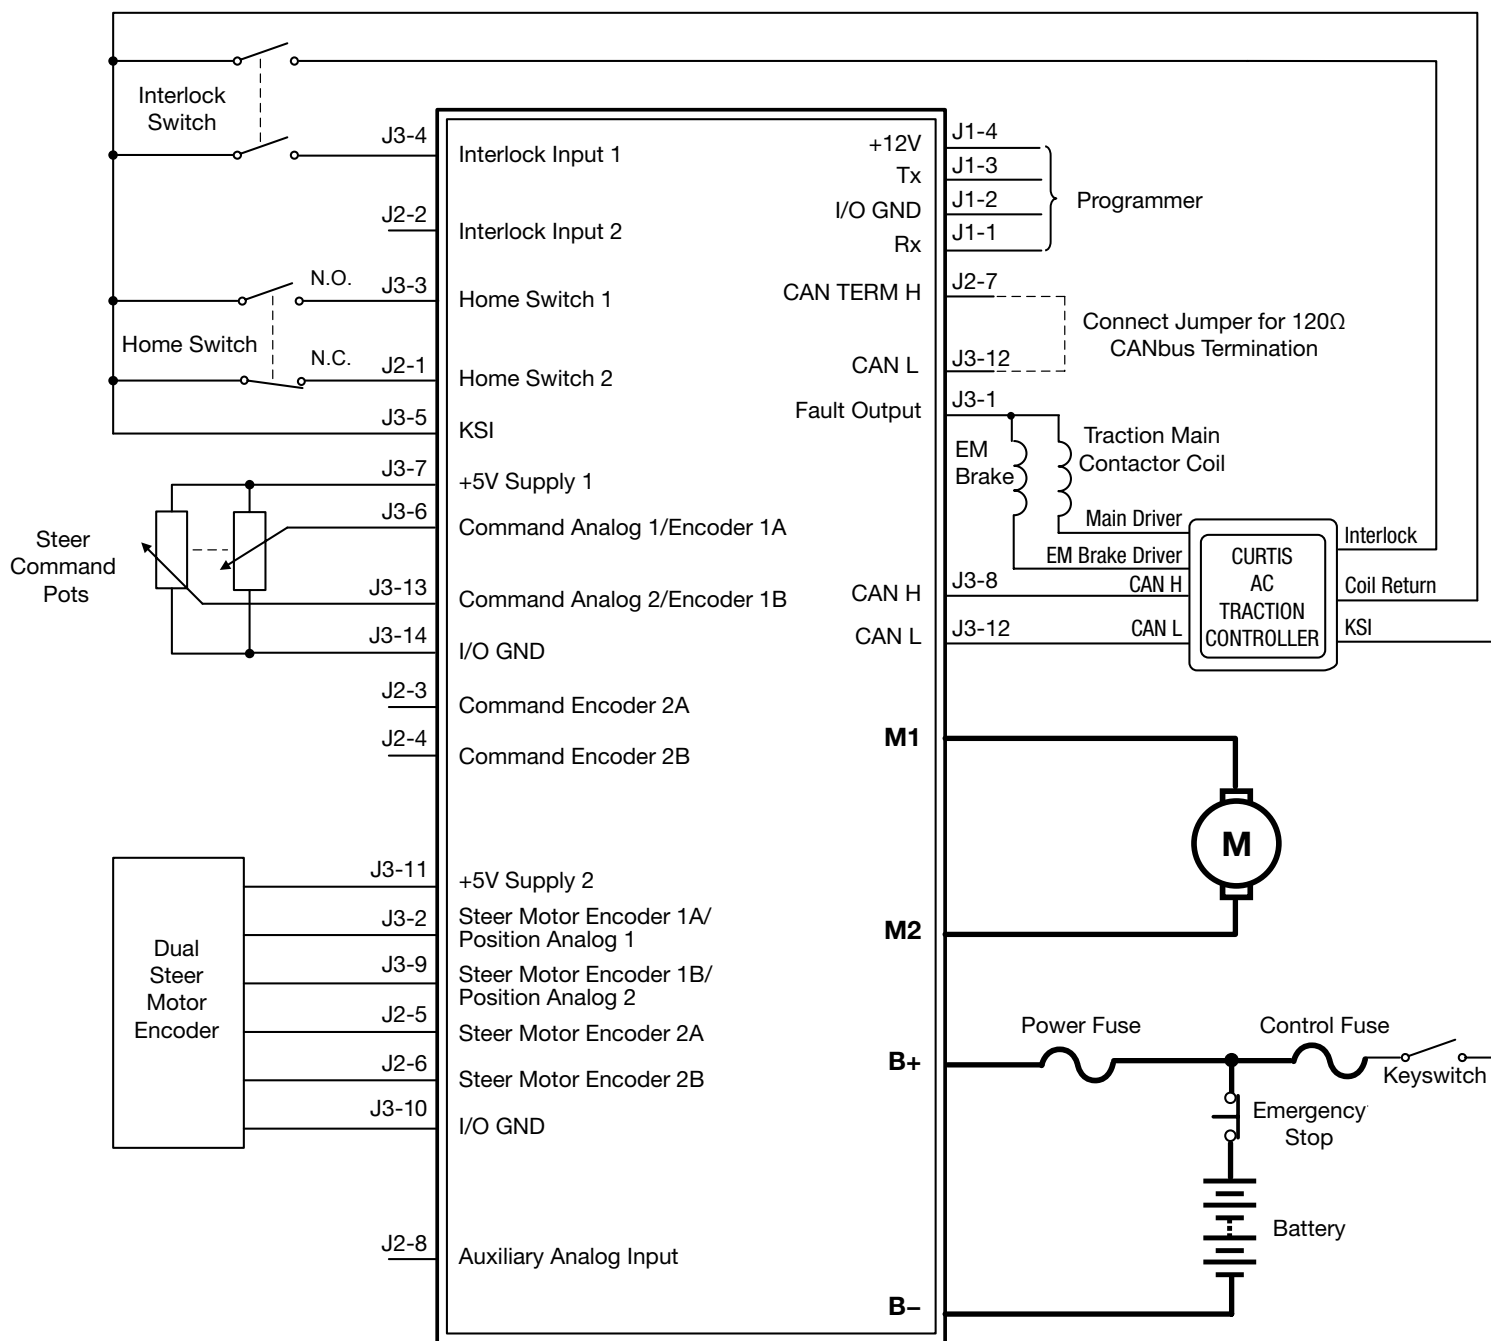 Interlock
Switch
J3-4
Interlock Input 1
J2-2
Interlock Input 2
N.O.
J3-3
Home Switch 1
Home Switch
N.C.
J2-1
Home Switch 2
J3-5
KSI
J3-7
+5V Supply 1
J3-6
Command Analog 1/Encoder 1A
Steer
Command
Pots
J3-13
Command Analog 2/Encoder 1B
J3-14
I/O GND
J2-3
Command Encoder 2A
J2-4
Command Encoder 2B
J3-11
+5V Supply 2
J3-2
Steer Motor Encoder 1A/
Position Analog 1
J3-9
Steer Motor Encoder 1B/
Position Analog 2
Dual
Steer
Motor
Encoder
J2-5
Steer Motor Encoder 2A
J2-6
Steer Motor Encoder 2B
J3-10
I/O GND
J2-8
Auxiliary Analog Input
+12V
J1-4
Tx
J1-3
I/O GND
J1-2
Rx
J1-1
Programmer
CAN TERM H
J2-7
Connect Jumper for 120Ω
CANbus Termination
CAN L
J3-12
Fault Output
J3-1
EM
Brake
Traction Main
Contactor Coil
Main Driver
EM Brake Driver
CAN H
J3-8
CAN H
CAN L
J3-12
CAN L
CURTIS
AC
TRACTION
CONTROLLER
Interlock
Coil Return
KSI
M1
M
M2
Power Fuse
Control Fuse
B+
Keyswitch
Emergency
Stop
Battery
B–